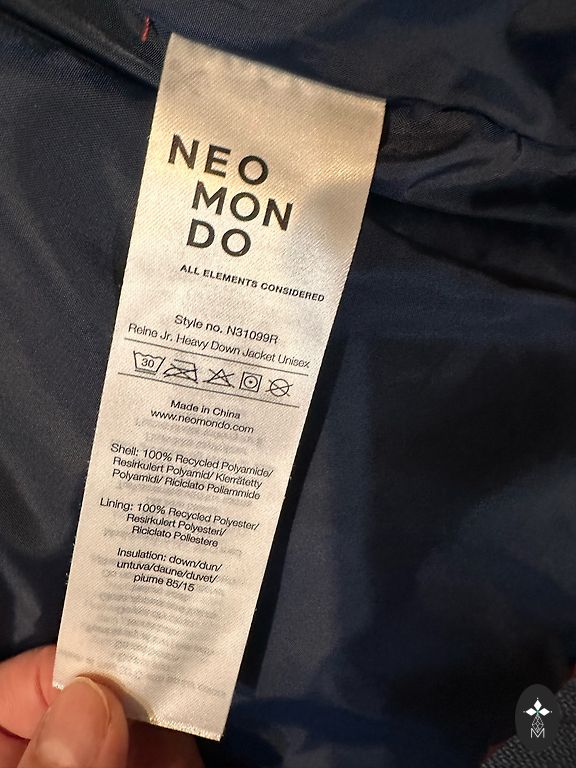 NEO
MON
DO
ALL ELEMENTS CONSIDERED
Style no. N31099R
Reine Jr. Heavy Down Jacket Unisex
30
Made in China
www.neomondo.com
Shell: 100% Recycled Polyamide/
Resirkulert Polyamid/ Kierrätetty
Polyamidi/ Riciclato Poliammide
Lining: 100% Recycled Polyester/
Resirkulert Polyesteri/
Riciclato Poliestere
Insulation: down/dun/
untuva/daune/duvet/
piume 85/15